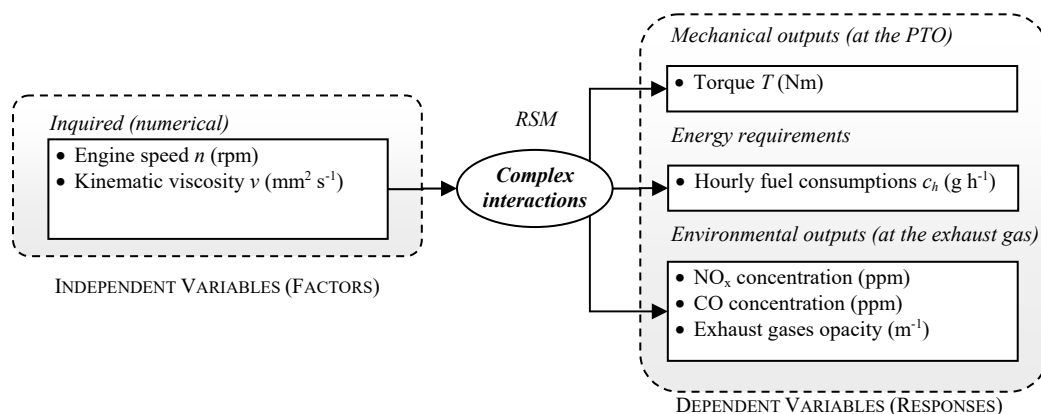 Inquired (numerical)
• Engine speed n (rpm)
• Kinematic viscosity ν (mm² s⁻¹)
INDEPENDENT VARIABLES (FACTORS)
RSM
Complex
interactions
Mechanical outputs (at the PTO)
• Torque T (Nm)
Energy requirements
• Hourly fuel consumptions cₕ (g h⁻¹)
Environmental outputs (at the exhaust gas)
• NOₓ concentration (ppm)
• CO concentration (ppm)
• Exhaust gases opacity (m⁻¹)
DEPENDENT VARIABLES (RESPONSES)